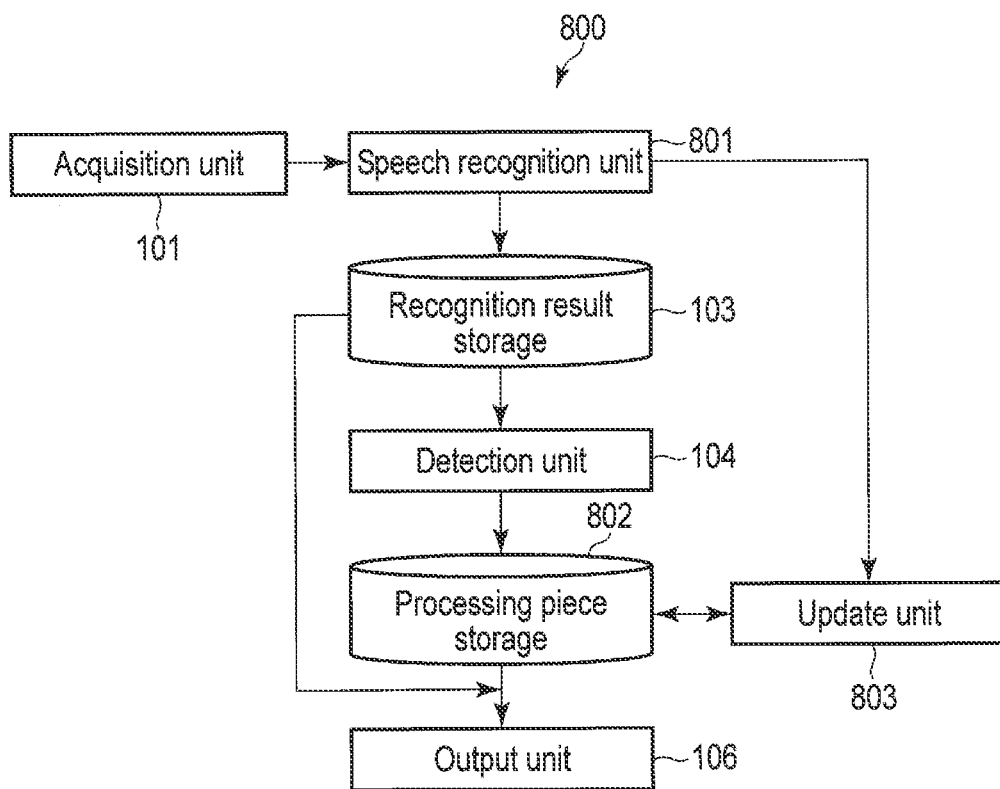 800
Acquisition unit
101
Speech recognition unit
801
Recognition result
storage
103
Detection unit
104
802
Processing piece
storage
Update unit
803
Output unit
106